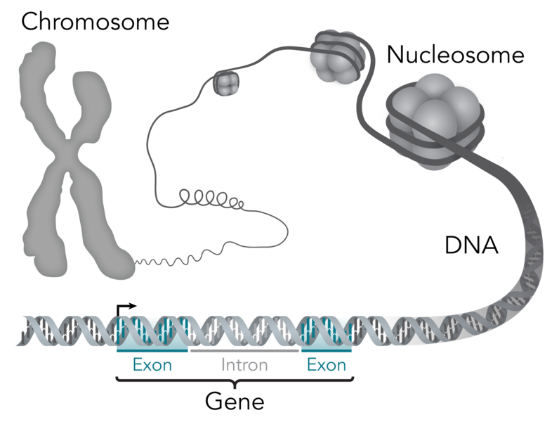 Chromosome
Nucleosome
DNA
Exon
Intron
Exon
Gene